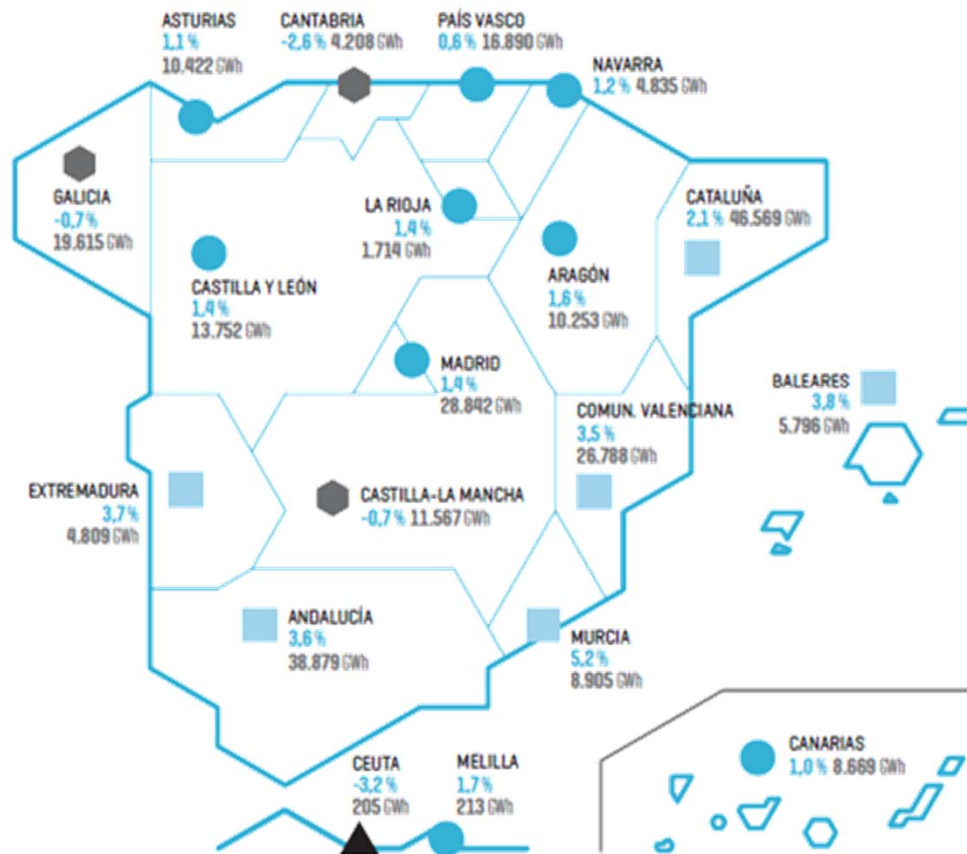 ASTURIAS
1,1 %
10.422 GWh
CANTABRIA
-2,6 % 4.208 GWh
PAÍS VASCO
0,6 % 16.890 GWh
NAVARRA
1,2 % 4.835 GWh
GALICIA
-0,7 %
19.615 GWh
LA RIOJA
1,4 %
1.714 GWh
CATALUÑA
2,1 % 46.569 GWh
CASTILLA Y LEÓN
1,4 %
13.752 GWh
ARAGÓN
1,6 %
10.253 GWh
MADRID
1,4 %
28.842 GWh
BALEARES
3,8 %
5.796 GWh
COMUN. VALENCIANA
3,5 %
26.788 GWh
EXTREMADURA
3,7 %
4.809 GWh
CASTILLA-LA MANCHA
-0,7 % 11.567 GWh
ANDALUCÍA
3,6 %
38.879 GWh
MURCIA
5,2 %
8.905 GWh
CEUTA
-3,2 %
205 GWh
MELILLA
1,7 %
213 GWh
CANARIAS
1,0 % 8.669 GWh